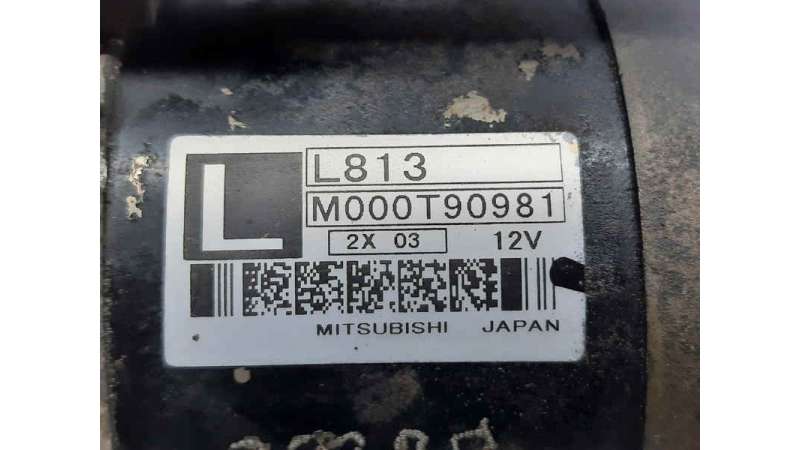 L
L813
M000T90981
2X 03 12V
MITSUBISHI JAPAN